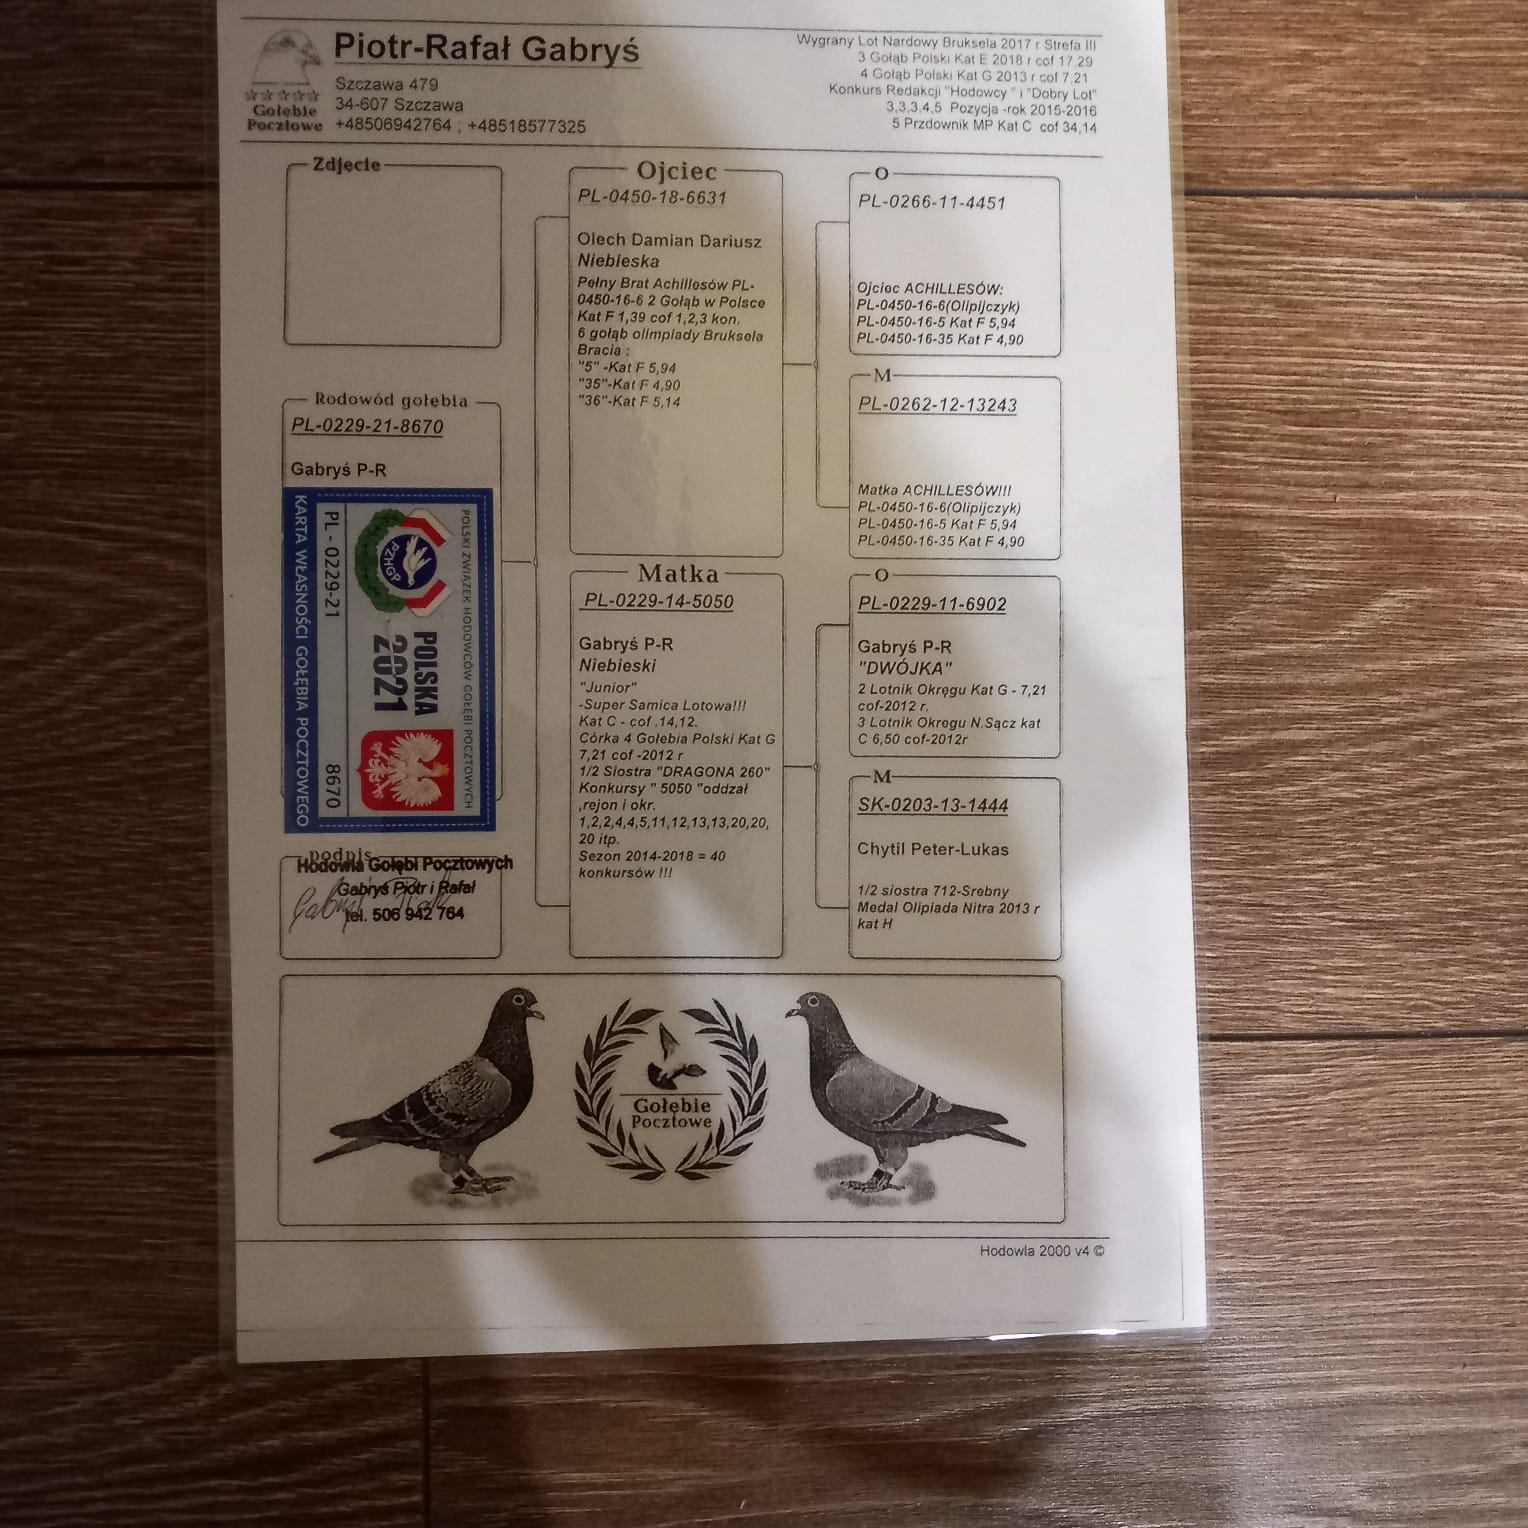 Piotr-Rafał Gabryś
Szczawa 479
34-607 Szczawa
+48506942764 ; +48518577325
Gołębie
Pocztowe
Wygrany Lot Nardowy Bruksela 2017 r Strefa III
3 Gołąb Polski Kat E 2018 r cof 17,29
4 Gołąb Polski Kat G 2013 r cof 7,21
Konkurs Redakcji "Hodowcy " i "Dobry Lot"
3,3,3,4,5 Pozycja -rok 2015-2016
5 Przdownik MP Kat C cof 34,14
Zdjęcie
Rodowód gołębia
PL-0229-21-8670
Gabryś P-R
POLSKI ZWIĄZEK HODOWCÓW GOŁĘBI POCZTOWYCH
PZHGP
POLSKA
2021
PL - 0229-21 8670
KARTA WŁASNOŚCI GOŁĘBIA POCZTOWEGO
podpis
Hodowla Gołębi Pocztowych
Gabryś Piotr i Rafał
tel. 506 942 764
Ojciec
PL-0450-18-6631
Olech Damian Dariusz
Niebieska
Pełny Brat Achillesów PL-
0450-16-6 2 Gołąb w Polsce
Kat F 1,39 cof 1,2,3 kon.
6 gołąb olimpiady Bruksela
Bracia :
"5" -Kat F 5,94
"35"-Kat F 4,90
"36"-Kat F 5,14
Matka
PL-0229-14-5050
Gabryś P-R
Niebieski
"Junior"
-Super Samica Lotowa!!!
Kat C - cof .14,12.
Córka 4 Gołebia Polski Kat G
7,21 cof -2012 r
1/2 Siostra "DRAGONA 260"
Konkursy " 5050 "oddzał
,rejon i okr.
1,2,2,4,4,5,11,12,13,13,20,20,
20 itp.
Sezon 2014-2018 = 40
konkursów !!!
O
PL-0266-11-4451
Ojciec ACHILLESÓW:
PL-0450-16-6(Olipijczyk)
PL-0450-16-5 Kat F 5,94
PL-0450-16-35 Kat F 4,90
M
PL-0262-12-13243
Matka ACHILLESÓW!!!
PL-0450-16-6(Olipijczyk)
PL-0450-16-5 Kat F 5,94
PL-0450-16-35 Kat F 4,90
O
PL-0229-11-6902
Gabryś P-R
"DWÓJKA"
2 Lotnik Okręgu Kat G - 7,21
cof-2012 r.
3 Lotnik Okręgu N.Sącz kat
C 6,50 cof-2012r
M
SK-0203-13-1444
Chytil Peter-Lukas
1/2 siostra 712-Srebny
Medal Olipiada Nitra 2013 r
kat H
Gołębie
Pocztowe
Hodowla 2000 v4 ©